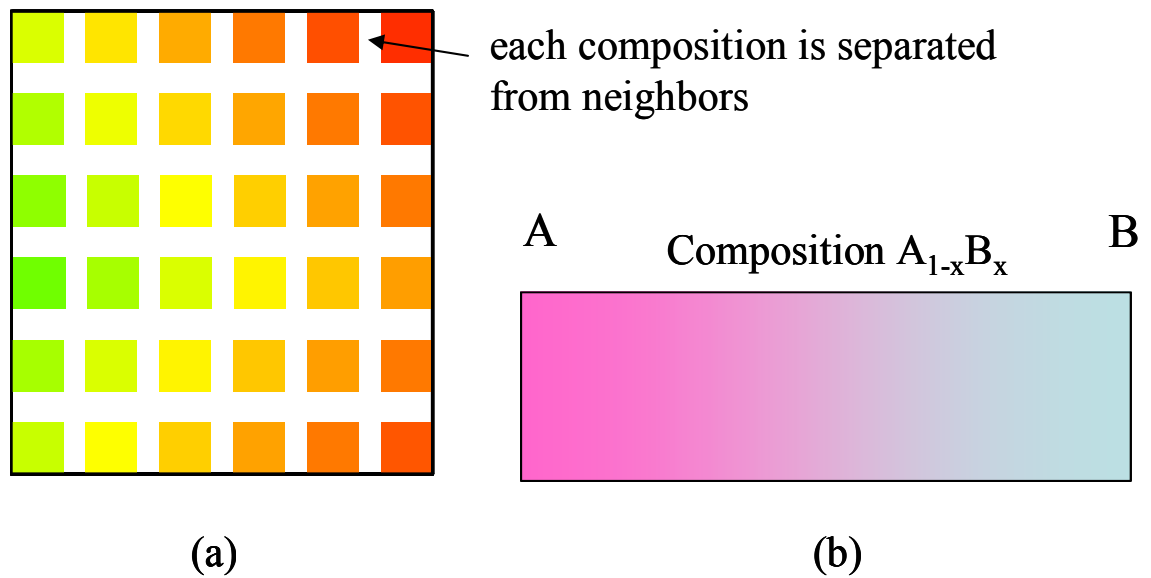 each composition is separated
from neighbors
A
B
Composition A₁₋ₓBₓ
(a)
(b)